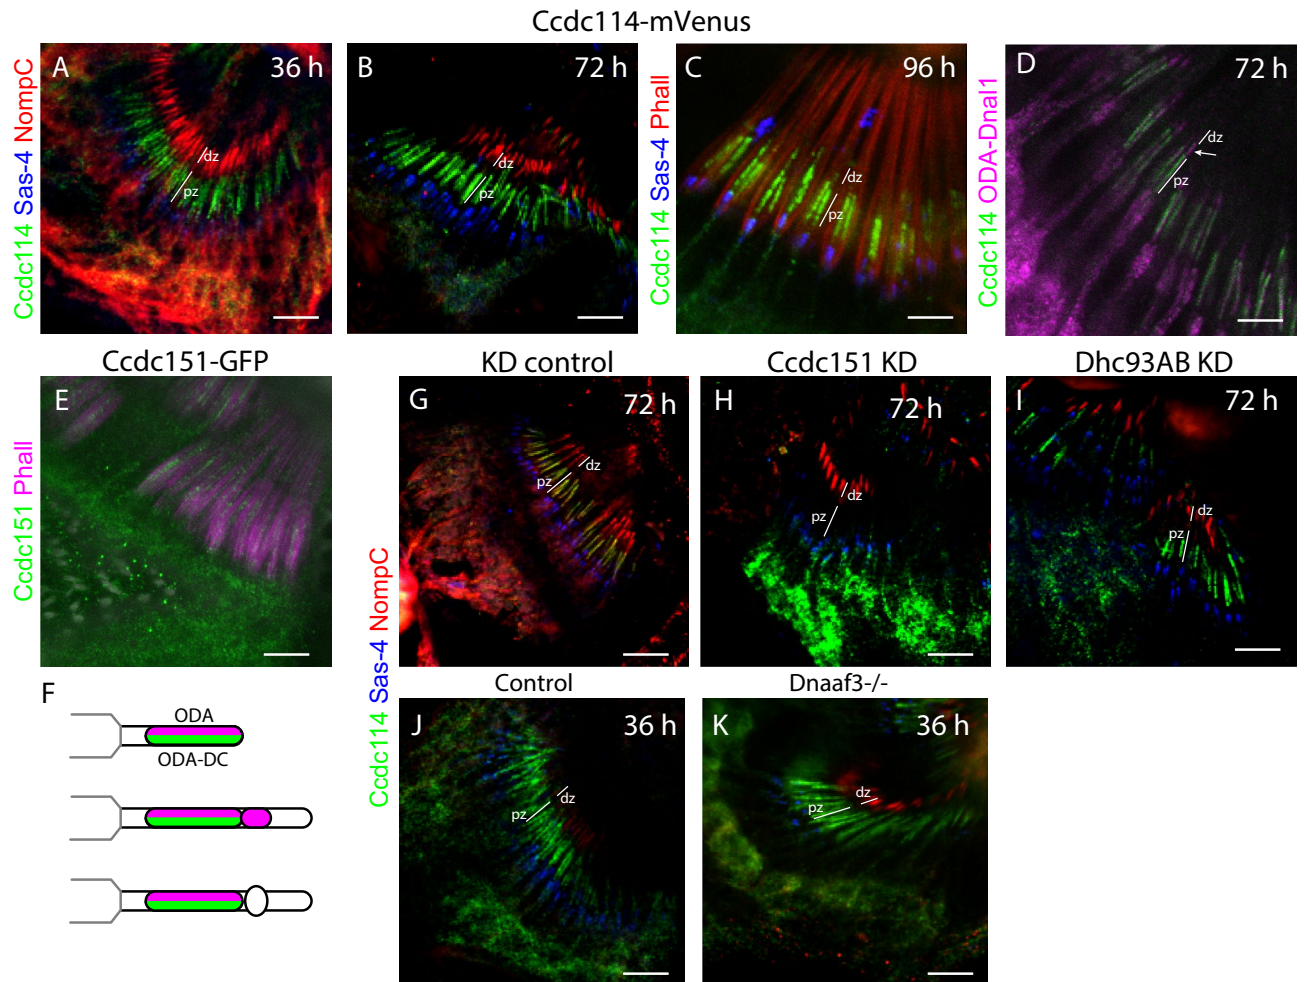 Ccdc114-mVenus
Ccdc114 Sas-4 NompC
A 36 h
dz
pz
B 72 h
dz
pz
Ccdc114 Sas-4 Phall
C 96 h
dz
pz
Ccdc114 ODA-Dnal1
D 72 h
dz
pz
Ccdc151-GFP
Ccdc151 Phall
E
KD control
Ccdc114 Sas-4 NompC
G 72 h
dz
pz
Ccdc151 KD
H 72 h
dz
pz
Dhc93AB KD
I 72 h
dz
pz
F
ODA
ODA-DC
Control
J 36 h
dz
pz
Dnaaf3-/-
K 36 h
dz
pz